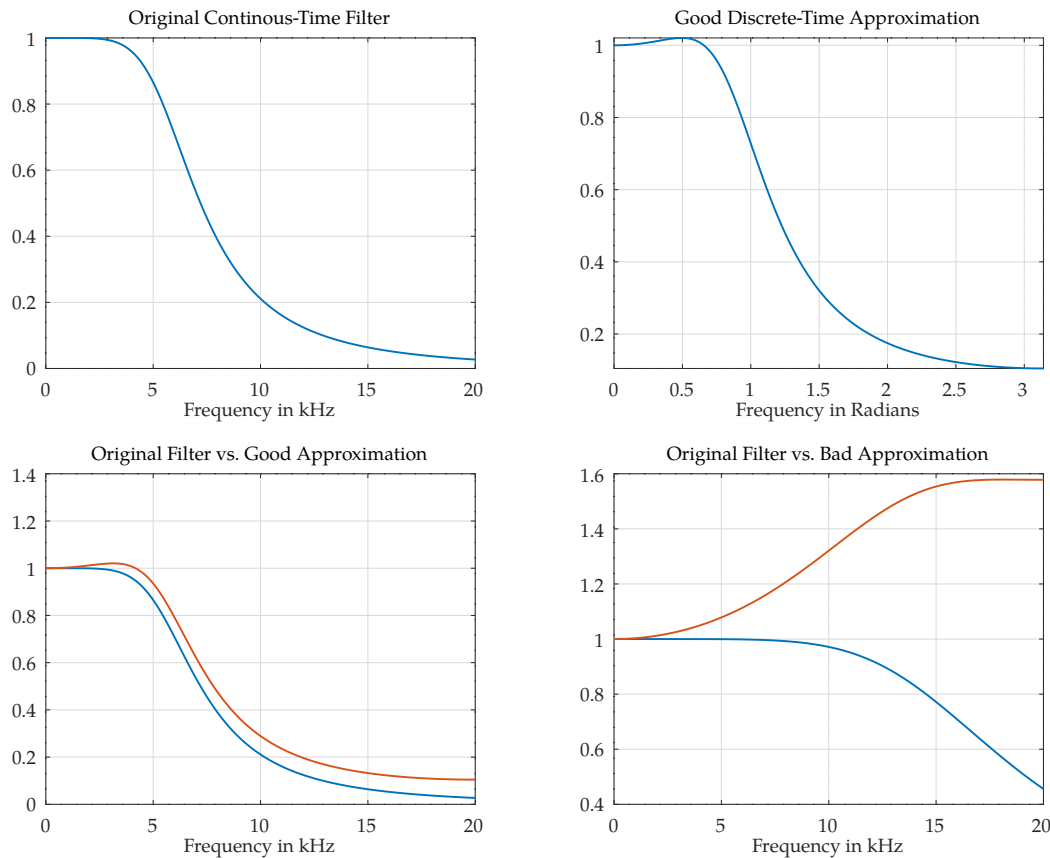 Original Continous-Time Filter
1
0.8
0.6
0.4
0.2
0
0 5 10 15 20
Frequency in kHz
Good Discrete-Time Approximation
1
0.8
0.6
0.4
0.2
0 0.5 1 1.5 2 2.5 3
Frequency in Radians
Original Filter vs. Good Approximation
1.4
1.2
1
0.8
0.6
0.4
0.2
0
0 5 10 15 20
Frequency in kHz
Original Filter vs. Bad Approximation
1.6
1.4
1.2
1
0.8
0.6
0.4
0 5 10 15 20
Frequency in kHz